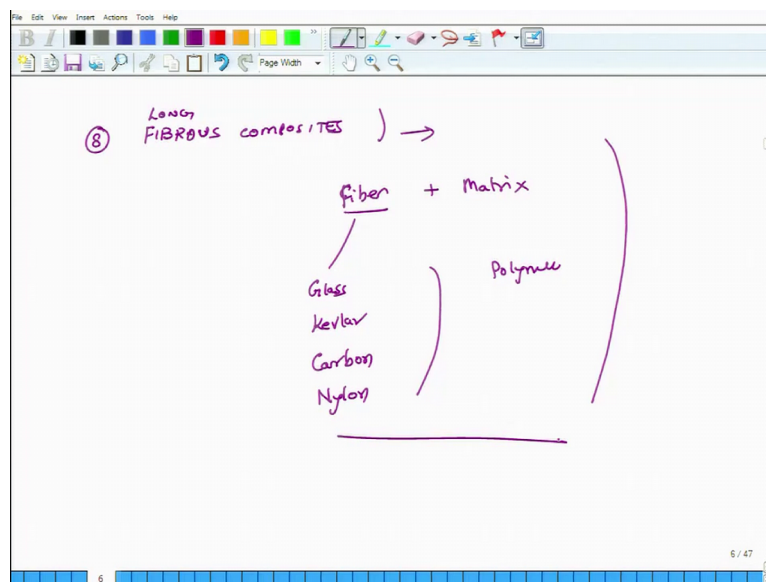 File Edit View Insert Actions Tools Help
B I
Page Width
LONG
8 FIBROUS COMPOSITES ) →
Fiber + Matrix
Glass
Polymer
Kevlar
Carbon
Nylon
6 / 47
6